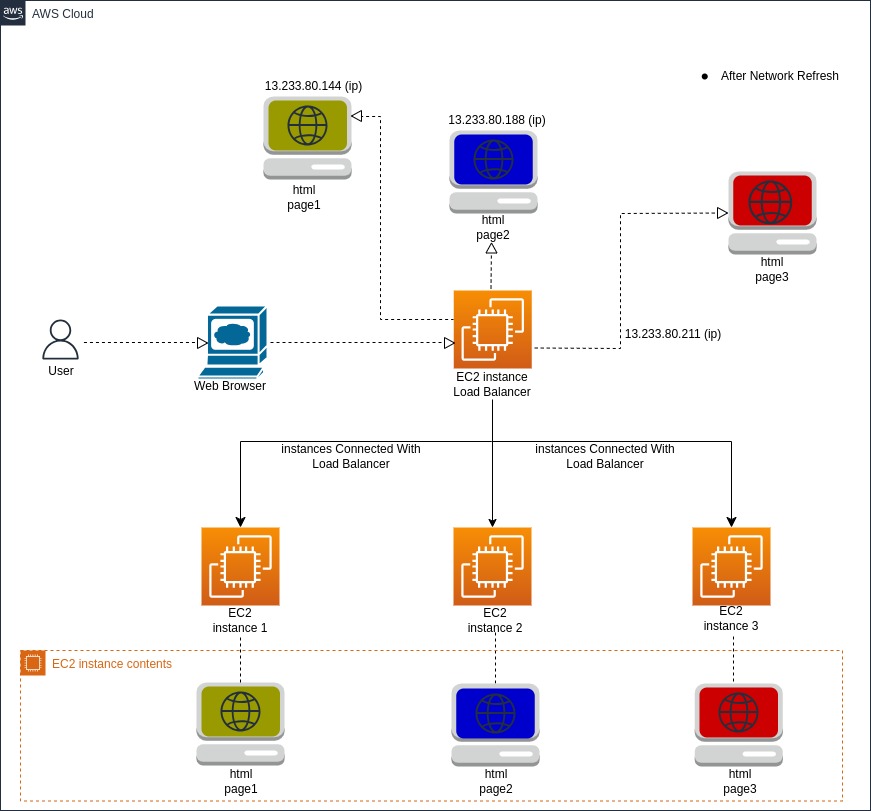 aws
AWS Cloud
After Network Refresh
13.233.80.144 (ip)
html
page1
13.233.80.188 (ip)
html
page2
html
page3
13.233.80.211 (ip)
User
Web Browser
EC2 instance
Load Balancer
instances Connected With
Load Balancer
instances Connected With
Load Balancer
EC2
instance 1
EC2
instance 2
EC2
instance 3
EC2 instance contents
html
page1
html
page2
html
page3